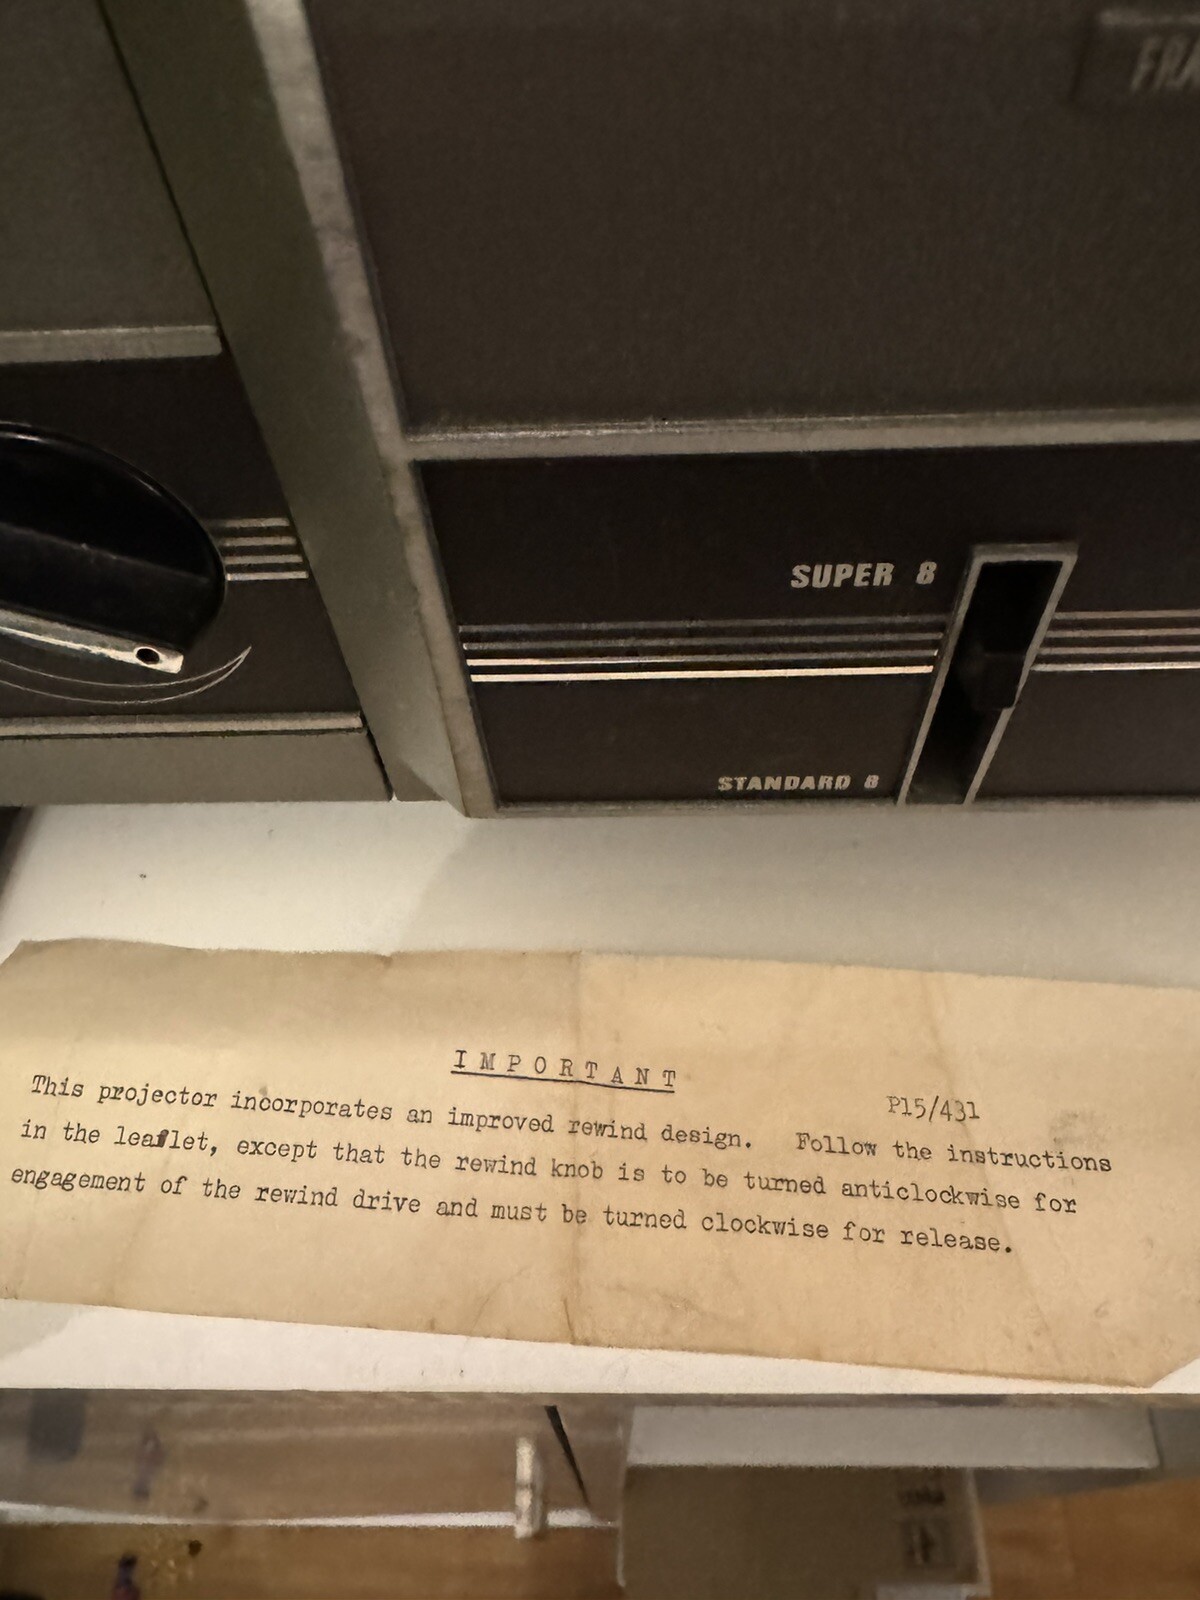 SUPER 8
STANDARD 8
IMPORTANT
P15/431
This projector incorporates an improved rewind design. Follow the instructions
in the leaflet, except that the rewind knob is to be turned anticlockwise for
engagement of the rewind drive and must be turned clockwise for release.